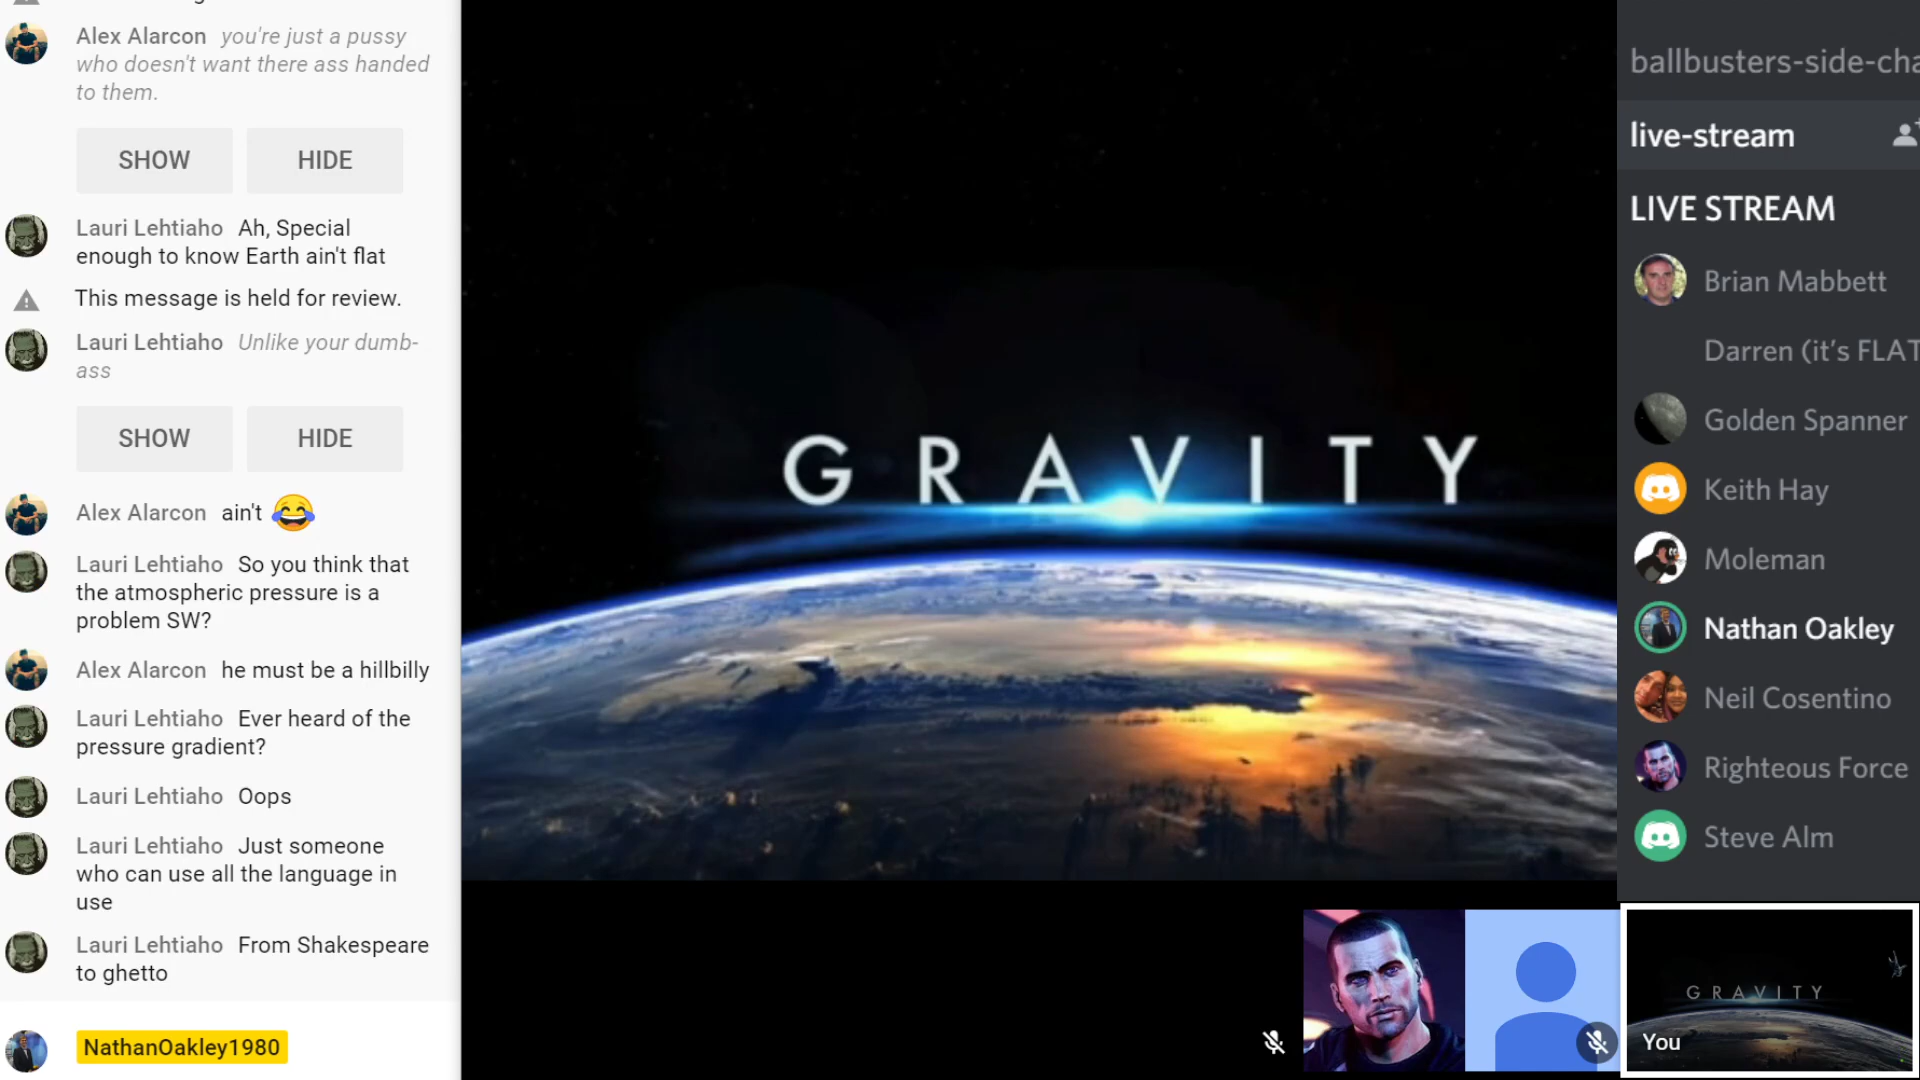 Alex Alarcon you're just a pussy
who doesn't want there ass handed
to them.
SHOW HIDE
Lauri Lehtiaho Ah, Special
enough to know Earth ain't flat
This message is held for review.
Lauri Lehtiaho Unlike your dumb-
ass
SHOW HIDE
Alex Alarcon ain't 😂
Lauri Lehtiaho So you think that
the atmospheric pressure is a
problem SW?
Alex Alarcon he must be a hillbilly
Lauri Lehtiaho Ever heard of the
pressure gradient?
Lauri Lehtiaho Oops
Lauri Lehtiaho Just someone
who can use all the language in
use
Lauri Lehtiaho From Shakespeare
to ghetto
NathanOakley1980
GRAVITY
ballbusters-side-cha
live-stream
LIVE STREAM
Brian Mabbett
Darren (it's FLAT
Golden Spanner
Keith Hay
Moleman
Nathan Oakley
Neil Cosentino
Righteous Force
Steve Alm
GRAVITY
You